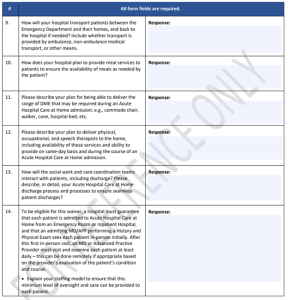 # All form fields are required.
9. How will your hospital transport patients between the Response:
Emergency Department and their homes, and back to
the hospital if needed? Include whether transport is
provided by ambulance, non-ambulance medical
transport, or other means.
10. How does your hospital plan to provide meal services to Response:
patients to ensure the availability of meals as needed by
the patient?
11. Please describe your plan for being able to deliver the Response:
range of DME that may be required during an Acute
Hospital Care at Home admission; e.g., commode chair,
walker, cane, hospital bed, etc.
12. Please describe your plan to deliver physical, Response:
occupational, and speech therapists to the home,
including availability of these services and ability to
provide on-same-day basis and during the course of an
Acute Hospital Care at Home admission.
13. How will the social work and care coordination teams Response:
interact with patients, including discharge? Please
describe, in detail, your Acute Hospital Care at Home
discharge process and processes to ensure seamless
patient discharges?
14. To be eligible for this waiver, a hospital must guarantee Response:
that each patient is admitted to Acute Hospital Care at
Home from an Emergency Room or Inpatient Hospital,
and that an admitting MD/APP performing a History and
Physical Exam sees each patient in-person initially. After
this first in-person visit, an MD or Advanced Practice
Provider must visit and examine each patient at least
daily – this can be done remotely if appropriate based
on the provider's evaluation of the patient's condition
and course.
• Explain your staffing model to ensure that this
minimum level of oversight and care can be provided to
each patient.
FOR REFERENCE ONLY